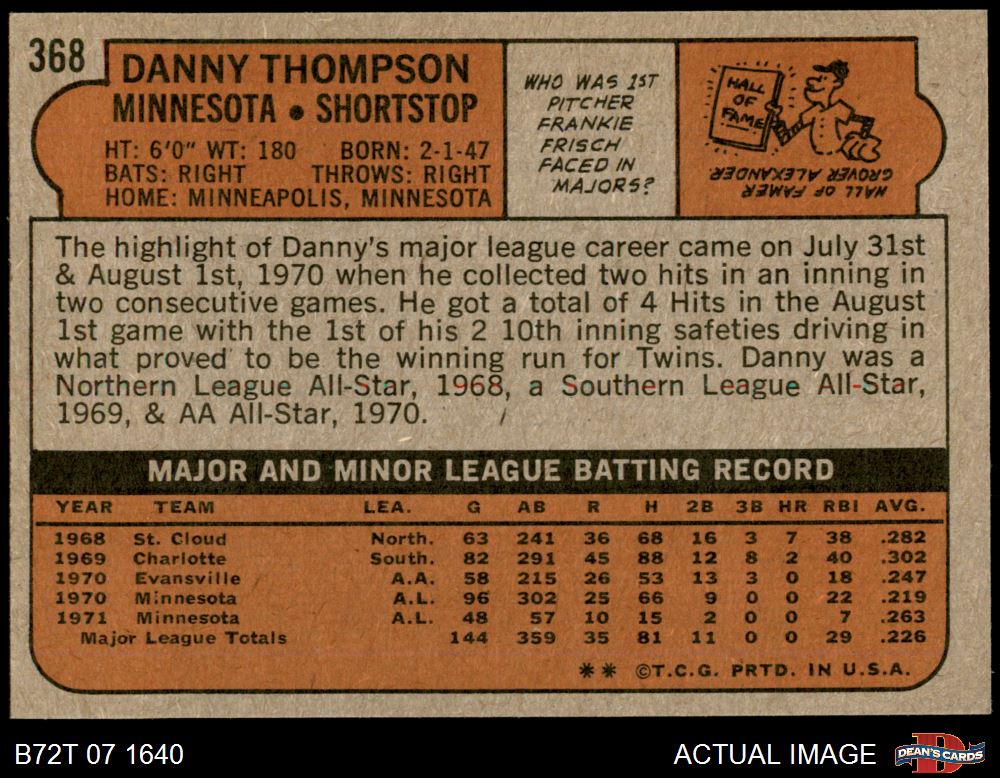 368
DANNY THOMPSON
MINNESOTA • SHORTSTOP
HT: 6'0" WT: 180 BORN: 2-1-47
BATS: RIGHT THROWS: RIGHT
HOME: MINNEAPOLIS, MINNESOTA
WHO WAS 1ST
PITCHER
FRANKIE
FRISCH
FACED IN
MAJORS?
HALL
OF
FAME
HALL OF FAMER
GROVER ALEXANDER.
The highlight of Danny's major league career came on July 31st
& August 1st, 1970 when he collected two hits in an inning in
two consecutive games. He got a total of 4 Hits in the August
1st game with the 1st of his 2 10th inning safeties driving in
what proved to be the winning run for Twins. Danny was a
Northern League All-Star, 1968, a Southern League All-Star,
1969, & AA All-Star, 1970.
MAJOR AND MINOR LEAGUE BATTING RECORD
YEAR TEAM LEA. G AB R H 2B 3B HR RBI AVG.
1968 St. Cloud North. 63 241 36 68 16 3 7 38 .282
1969 Charlotte South. 82 291 45 88 12 8 2 40 .302
1970 Evansville A.A. 58 215 26 53 13 3 0 18 .247
1970 Minnesota A.L. 96 302 25 66 9 0 0 22 .219
1971 Minnesota A.L. 48 57 10 15 2 0 0 7 .263
Major League Totals 144 359 35 81 11 0 0 29 .226
** ©T.C.G. PRTD. IN U.S.A.
B72T 07 1640
ACTUAL IMAGE
D
DEAN'S CARDS